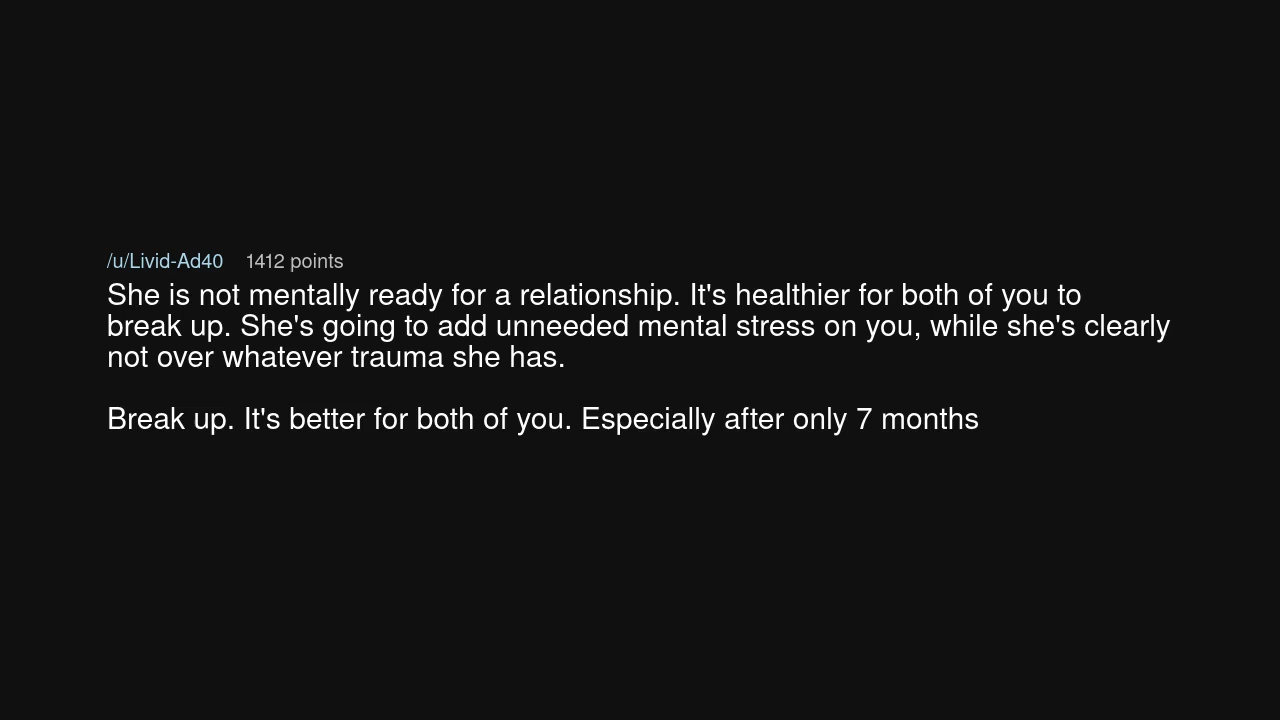 /u/Livid-Ad40 1412 points
She is not mentally ready for a relationship. It's healthier for both of you to
break up. She's going to add unneeded mental stress on you, while she's clearly
not over whatever trauma she has.
Break up. It's better for both of you. Especially after only 7 months